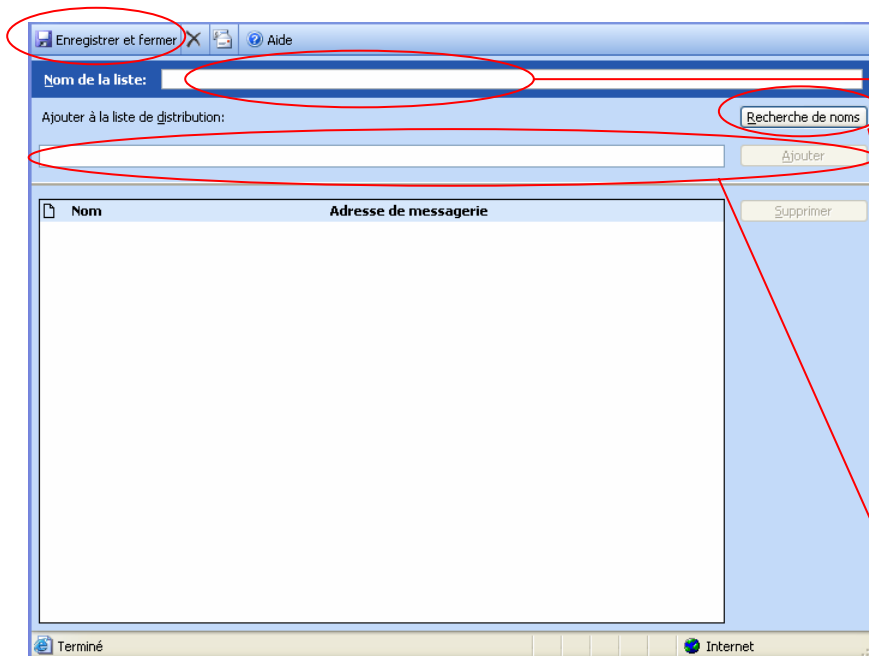 Enregistrer et fermer Aide
Nom de la liste:
Ajouter à la liste de distribution: Recherche de noms
Ajouter
Nom Adresse de messagerie Supprimer
Terminé Internet